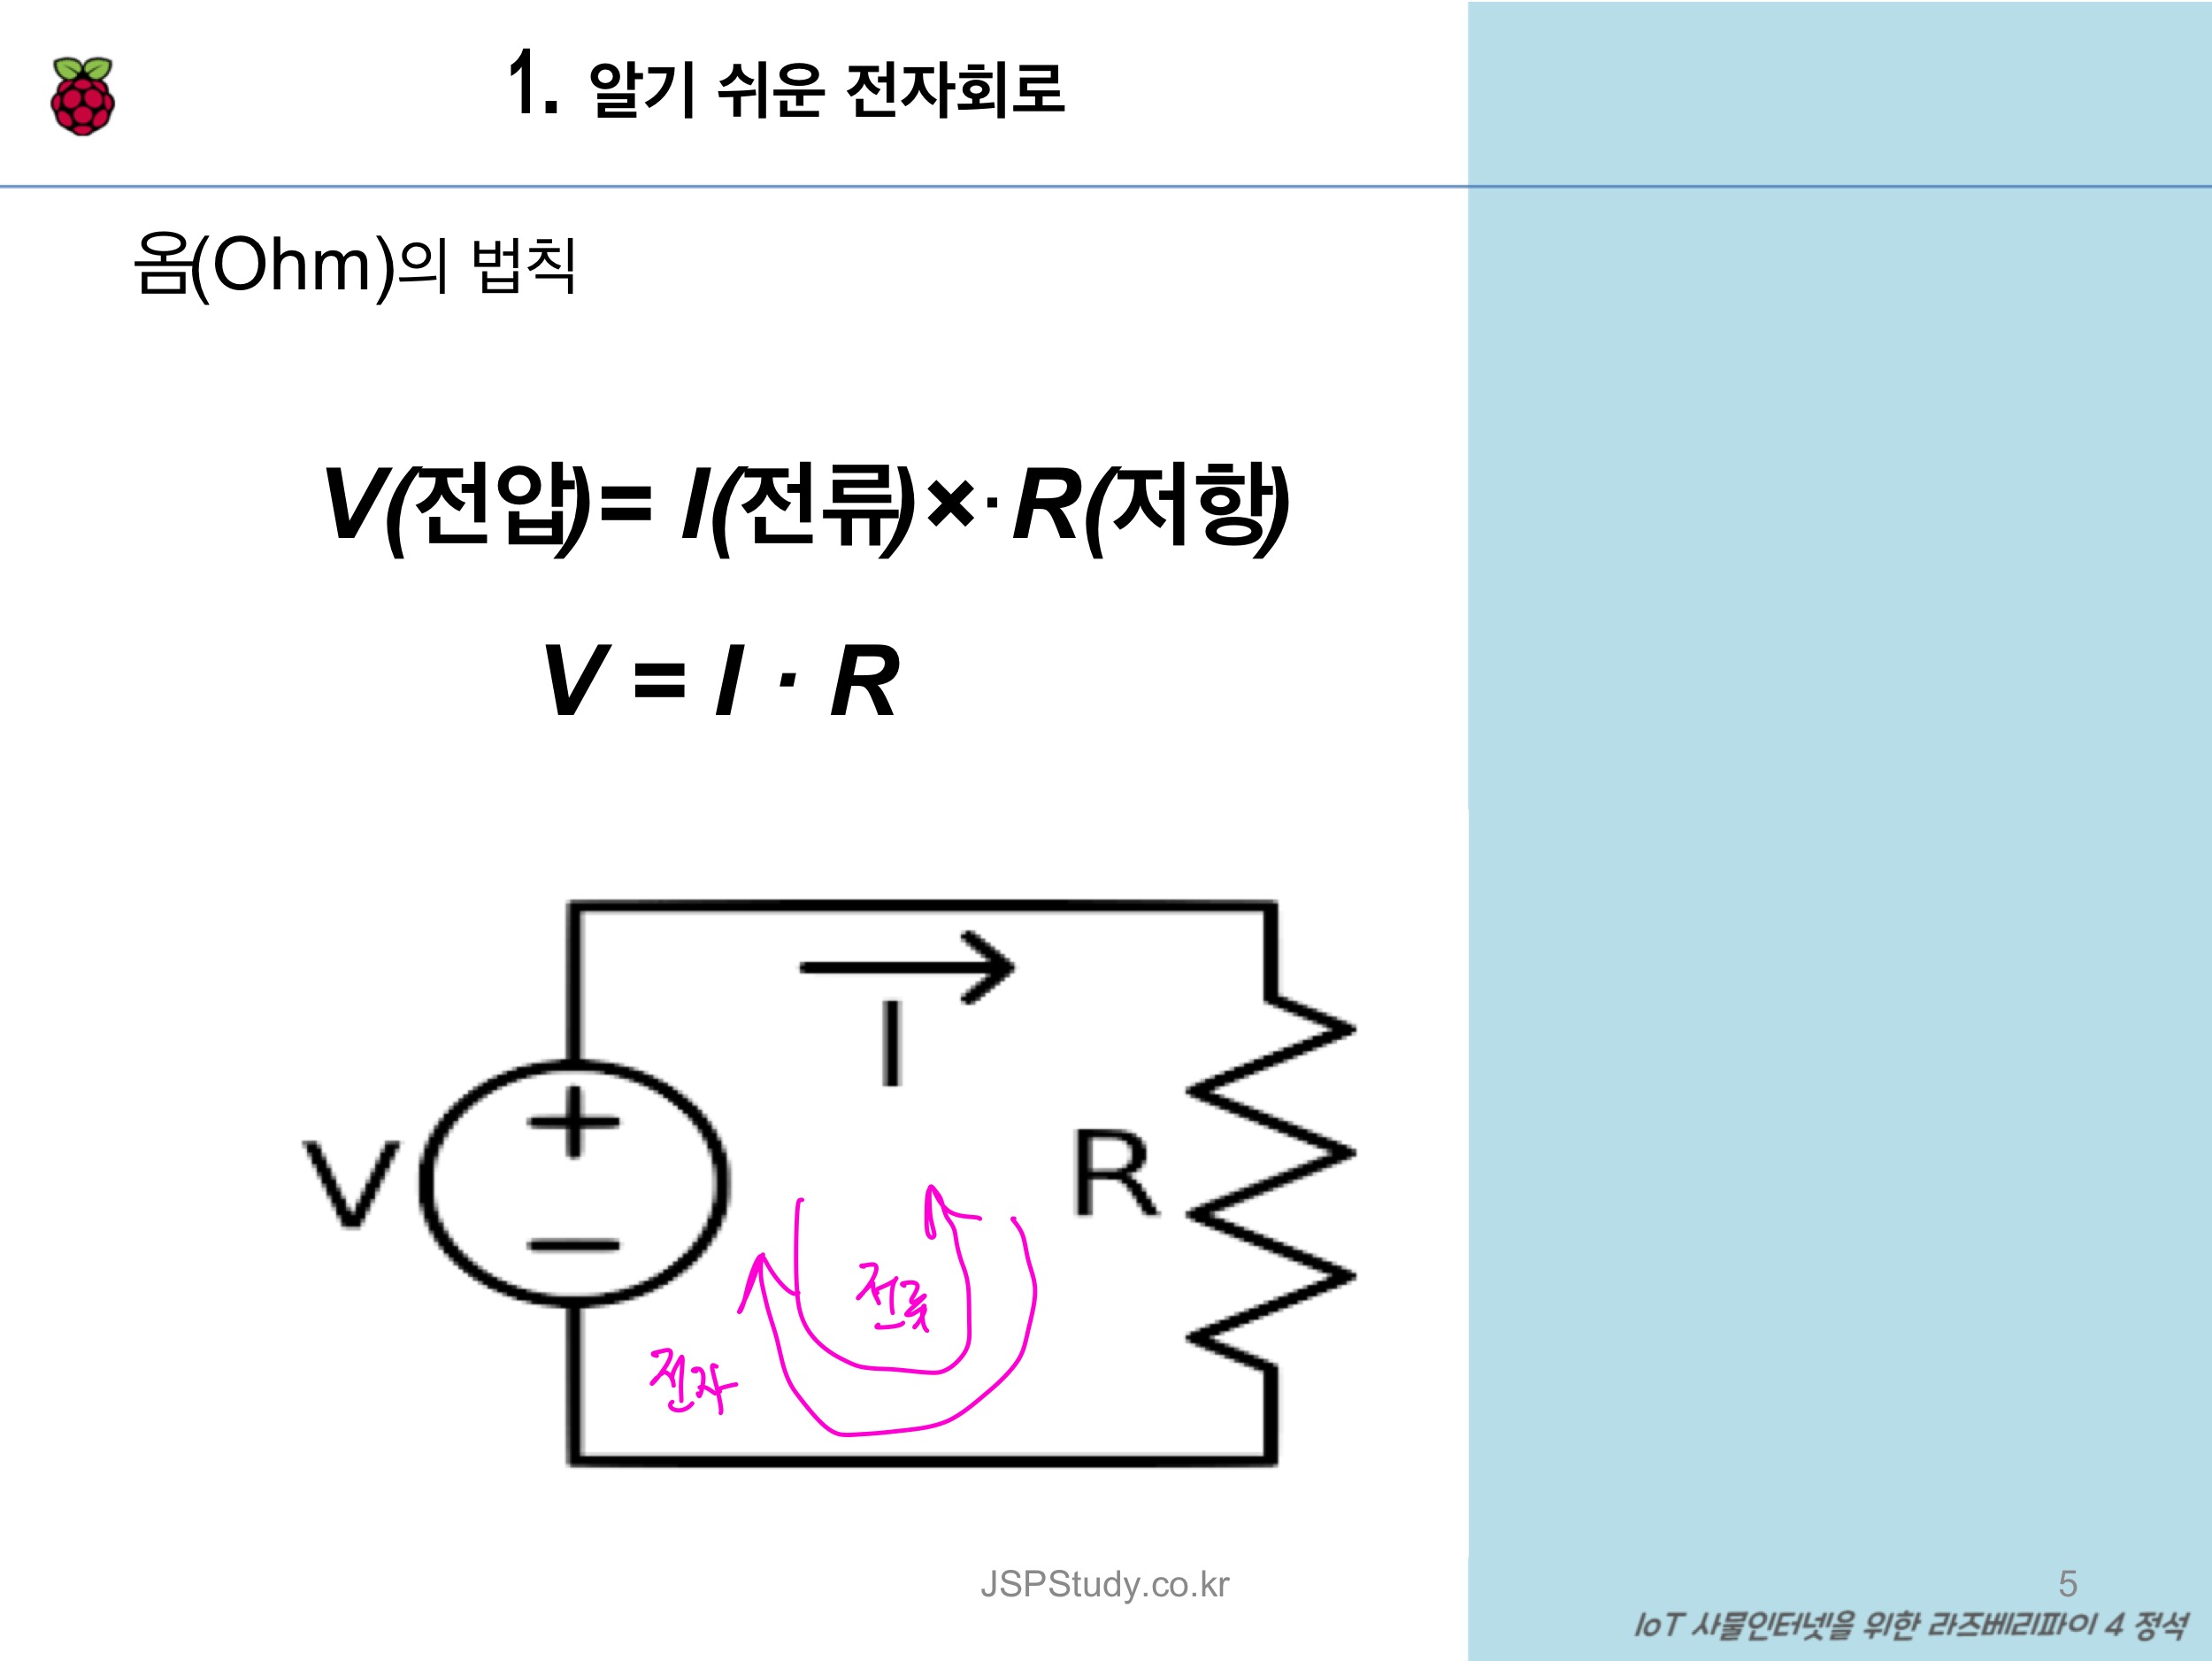 1. 알기 쉬운 전자회로
옴(Ohm)의 법칙
V(전압)= I(전류)×· R(저항)
V = I · R
I
V
+
−
R
전류
전자
JSPStudy.co.kr
5
IoT 사물인터넷을 위한 라즈베리파이 4 정석